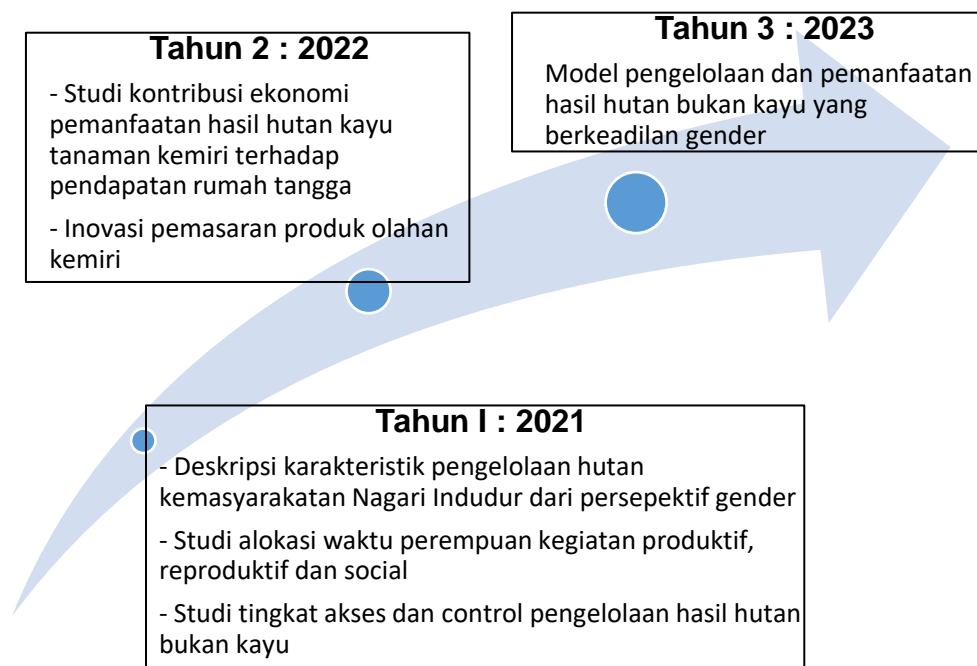 Tahun 2 : 2022
- Studi kontribusi ekonomi
pemanfaatan hasil hutan kayu
tanaman kemiri terhadap
pendapatan rumah tangga
- Inovasi pemasaran produk olahan
kemiri
Tahun 3 : 2023
Model pengelolaan dan pemanfaatan
hasil hutan bukan kayu yang
berkeadilan gender
Tahun I : 2021
- Deskripsi karakteristik pengelolaan hutan
kemasyarakatan Nagari Indudur dari persepektif gender
- Studi alokasi waktu perempuan kegiatan produktif,
reproduktif dan social
- Studi tingkat akses dan control pengelolaan hasil hutan
bukan kayu